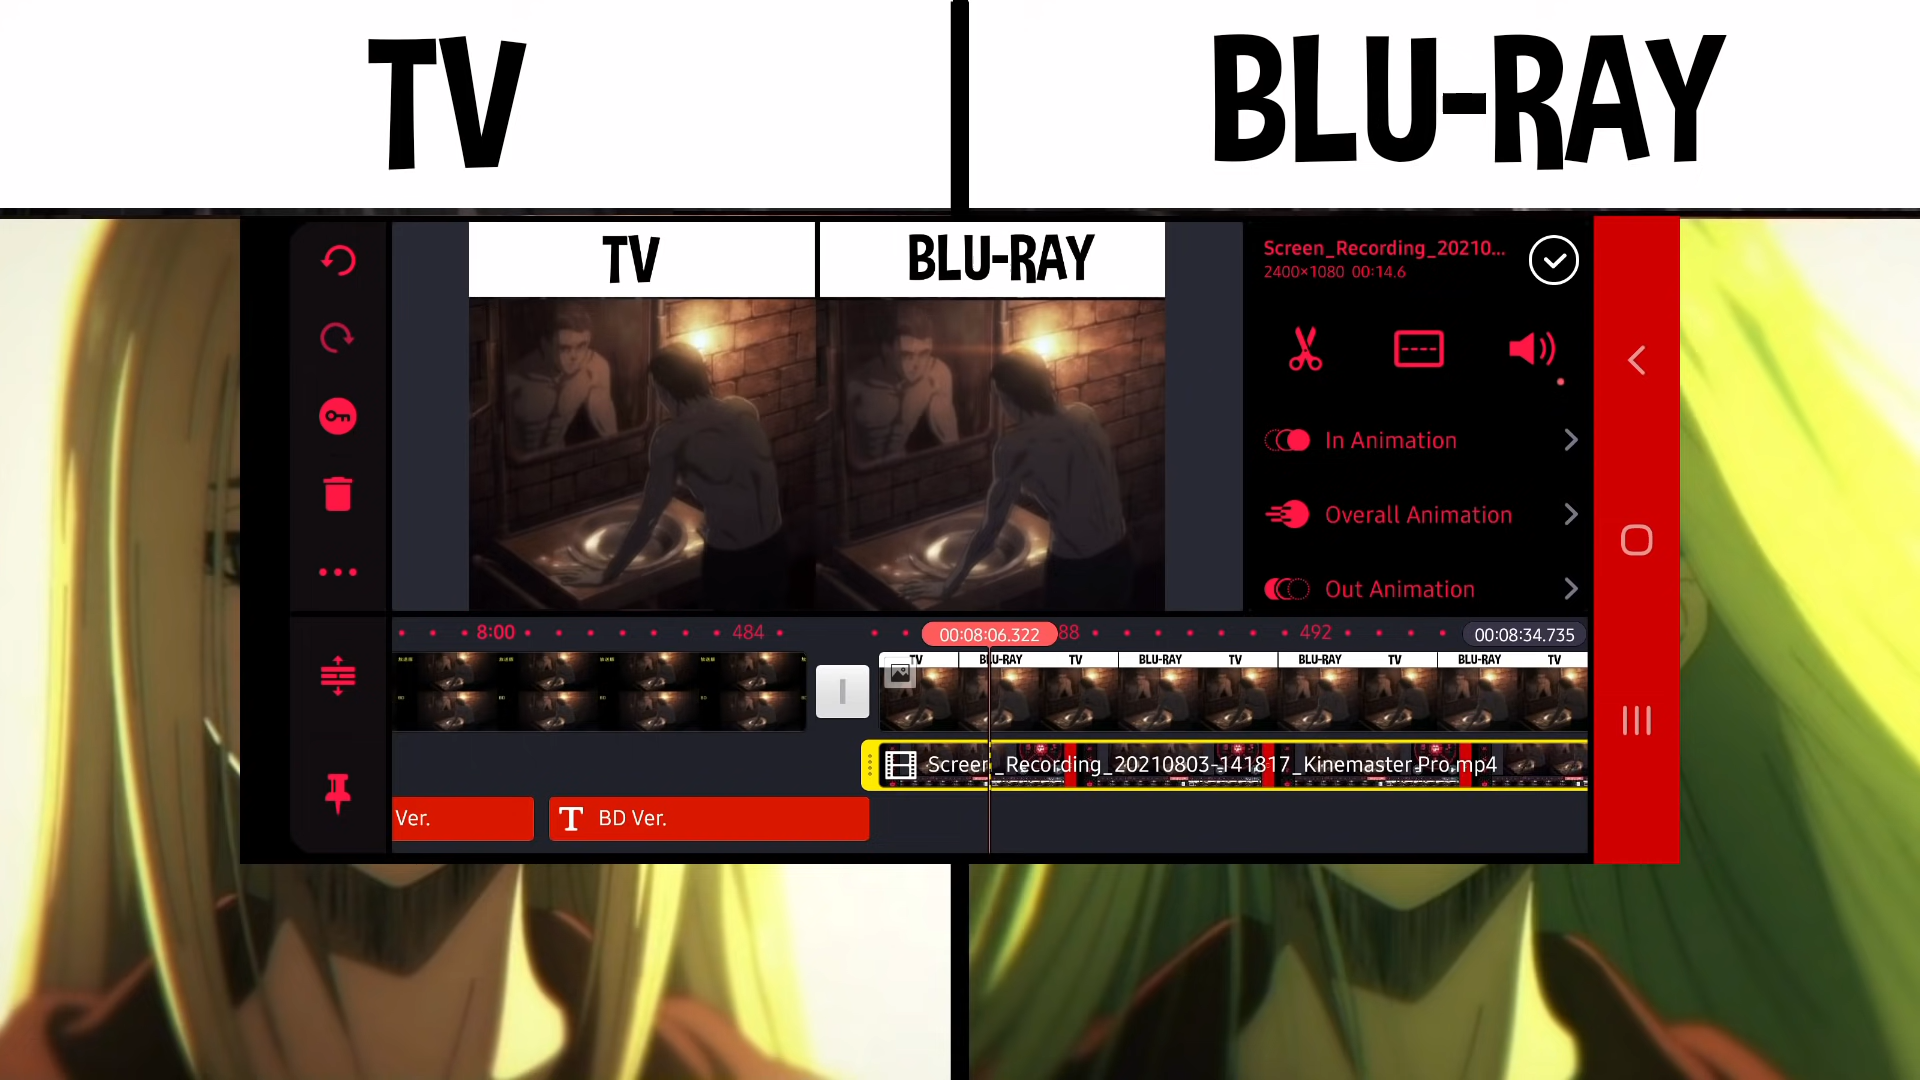 TV
BLU-RAY
TV
BLU-RAY
Screen_Recording_20210...
2400×1080 00:14.6
In Animation
Overall Animation
Out Animation
8:00
484
00:08:06.322
88
492
00:08:34.735
TV BLU-RAY TV BLU-RAY TV BLU-RAY TV BLU-RAY TV
Screen_Recording_20210803-141817_Kinemaster Pro.mp4
Ver.
T BD Ver.